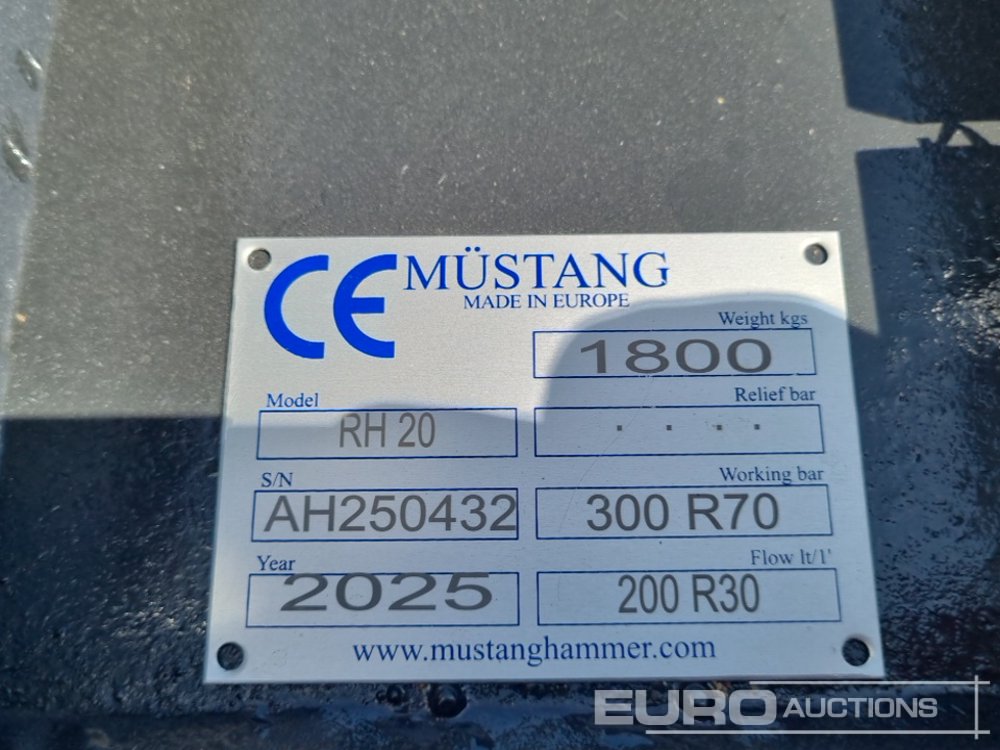 CE MÜSTANG
MADE IN EUROPE
Weight kgs
1800
Model
RH 20
Relief bar
. . . .
S/N
AH250432
Working bar
300 R70
Year
2025
Flow lt/1'
200 R30
www.mustanghammer.com
EURO AUCTIONS